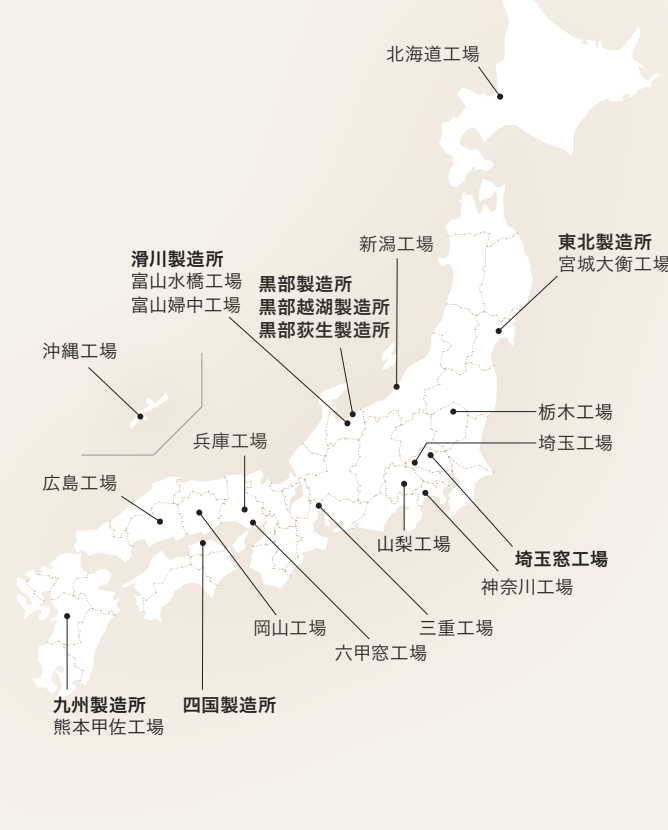 北海道工場
新潟工場
東北製造所
宮城大衡工場
滑川製造所
富山水橋工場
富山婦中工場
黒部製造所
黒部越湖製造所
黒部荻生製造所
沖縄工場
栃木工場
兵庫工場
埼玉工場
広島工場
山梨工場
埼玉窓工場
神奈川工場
岡山工場
三重工場
六甲窓工場
九州製造所
熊本甲佐工場
四国製造所